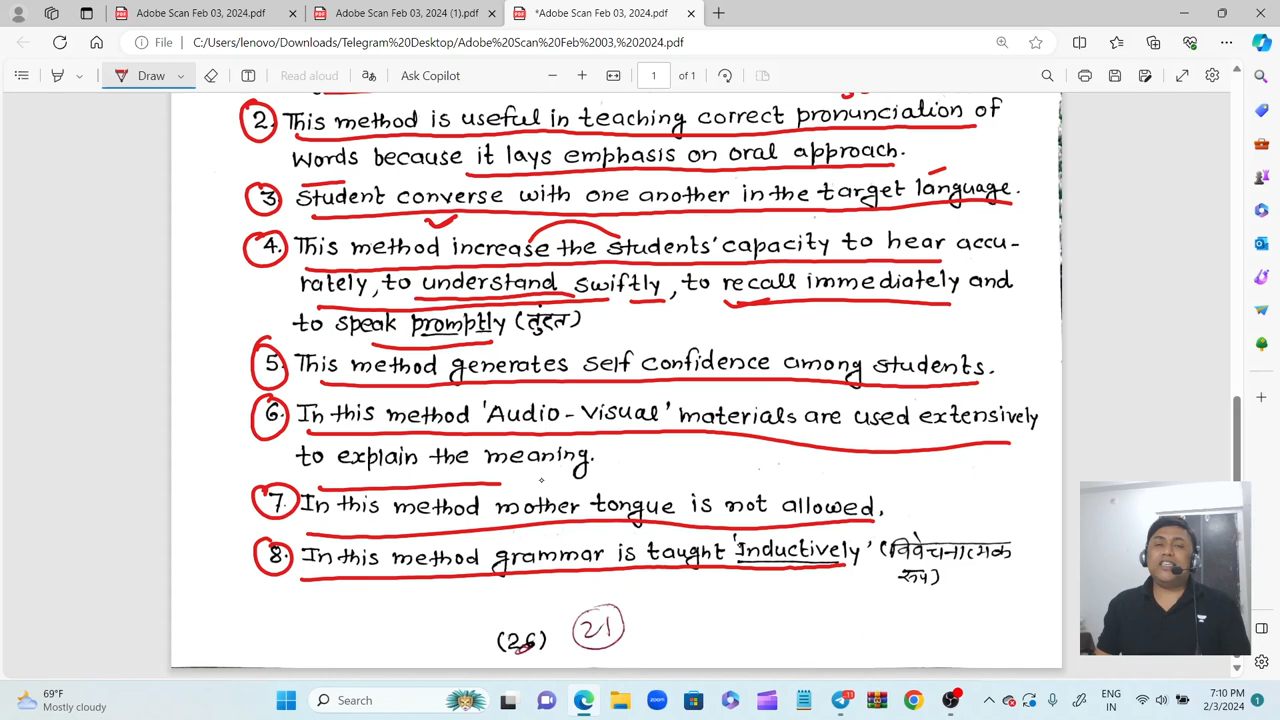 Adobe Scan Feb 03, 2024.pdf
Adobe Scan Feb 03, 2024 (1).pdf
*Adobe Scan Feb 03, 2024.pdf
File
C:/Users/lenovo/Downloads/Telegram%20Desktop/Adobe%20Scan%20Feb%2003,%202024.pdf
Draw
Read aloud
Ask Copilot
1
of 1
2. This method is useful in teaching correct pronunciation of
words because it lays emphasis on oral approach.
3. Student converse with one another in the target language.
4. This method increase the students' capacity to hear accu-
rately, to understand swiftly, to recall immediately and
to speak promptly (तुरंत)
5. This method generates self confidence among students.
6. In this method 'Audio-Visual' materials are used extensively
to explain the meaning.
7. In this method mother tongue is not allowed.
8. In this method grammar is taught 'Inductively' (विवेचनात्मक
रूप)
(26)
21
69°F
Mostly cloudy
Search
zoom
11
ENG
IN
7:10 PM
2/3/2024
1